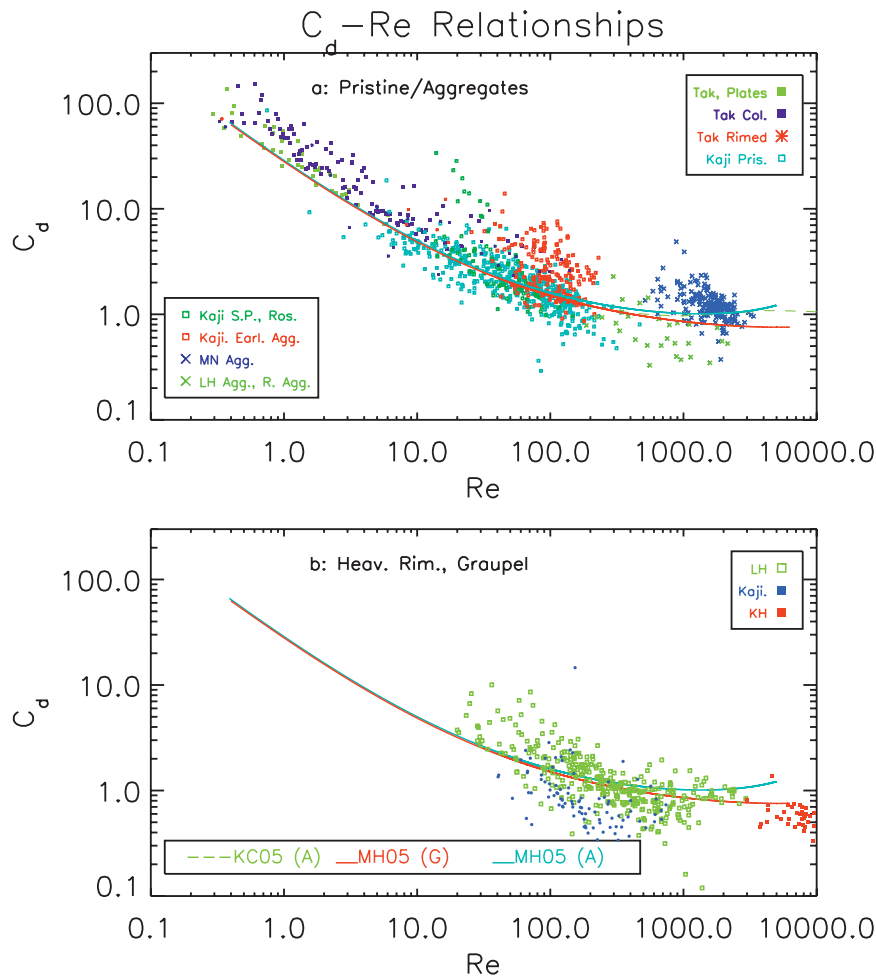 C_d-Re Relationships
a: Pristine/Aggregates
Tak, Plates
Tak Col.
Tak Rimed
Kaji Pris.
Kaji S.P., Ros.
Kaji. Earl. Agg.
MN Agg.
LH Agg., R. Agg.
C_d
100.0
10.0
1.0
0.1
0.1 1.0 10.0 100.0 1000.0 10000.0
Re
b: Heav. Rim., Graupel
LH
Kaji.
KH
C_d
100.0
10.0
1.0
0.1
KC05 (A) MH05 (G) MH05 (A)
0.1 1.0 10.0 100.0 1000.0 10000.0
Re